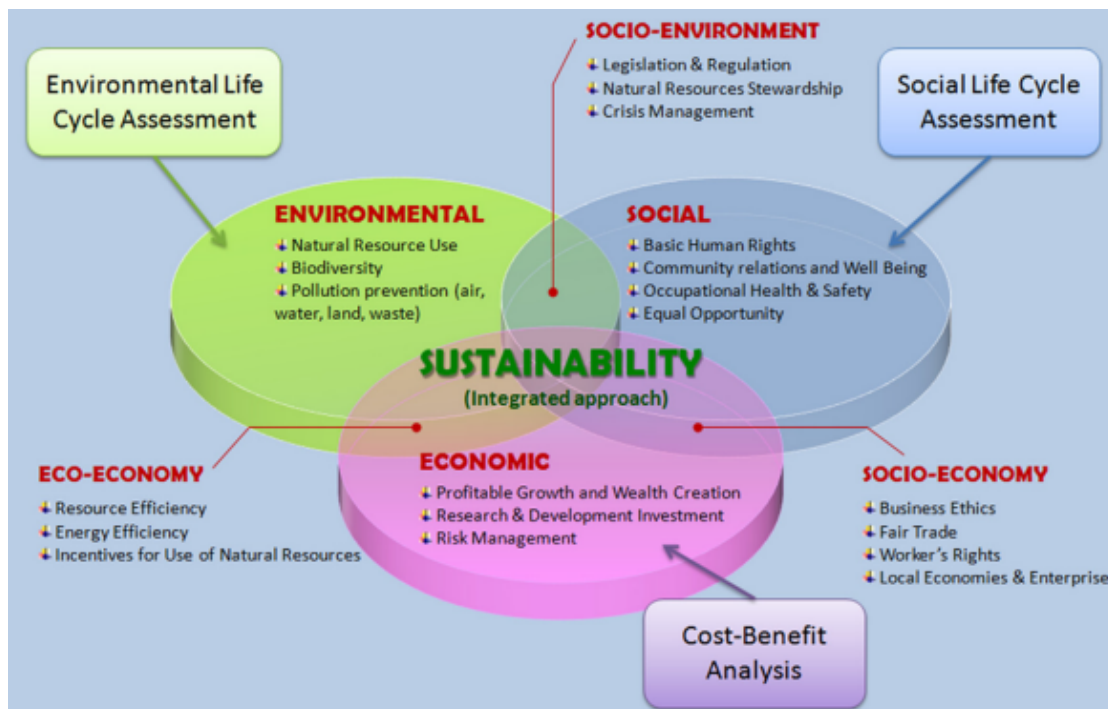 SOCIO-ENVIRONMENT
Legislation & Regulation
Natural Resources Stewardship
Crisis Management
Environmental Life
Cycle Assessment
Social Life Cycle
Assessment
ENVIRONMENTAL
Natural Resource Use
Biodiversity
Pollution prevention (air,
water, land, waste)
SOCIAL
Basic Human Rights
Community relations and Well Being
Occupational Health & Safety
Equal Opportunity
SUSTAINABILITY
(Integrated approach)
ECO-ECONOMY
Resource Efficiency
Energy Efficiency
Incentives for Use of Natural Resources
ECONOMIC
Profitable Growth and Wealth Creation
Research & Development Investment
Risk Management
SOCIO-ECONOMY
Business Ethics
Fair Trade
Worker's Rights
Local Economies & Enterprise
Cost-Benefit
Analysis